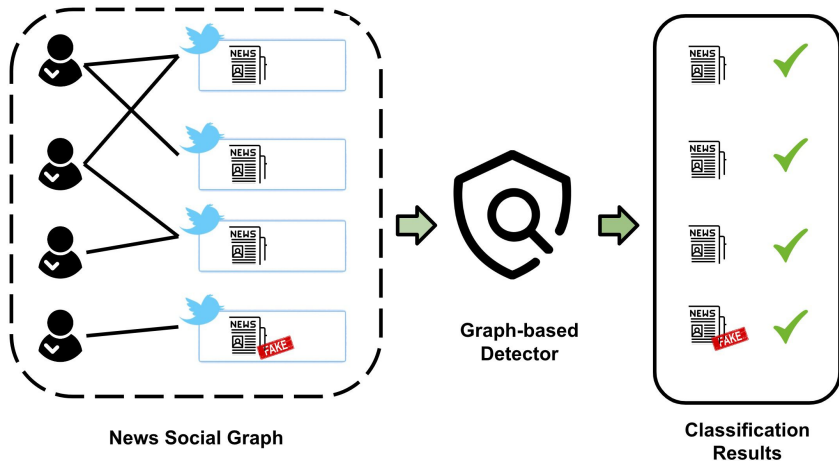 NEWS
NEWS
NEWS
NEWS
FAKE
NEWS
NEWS
NEWS
NEWS
FAKE
Graph-based
Detector
News Social Graph
Classification
Results